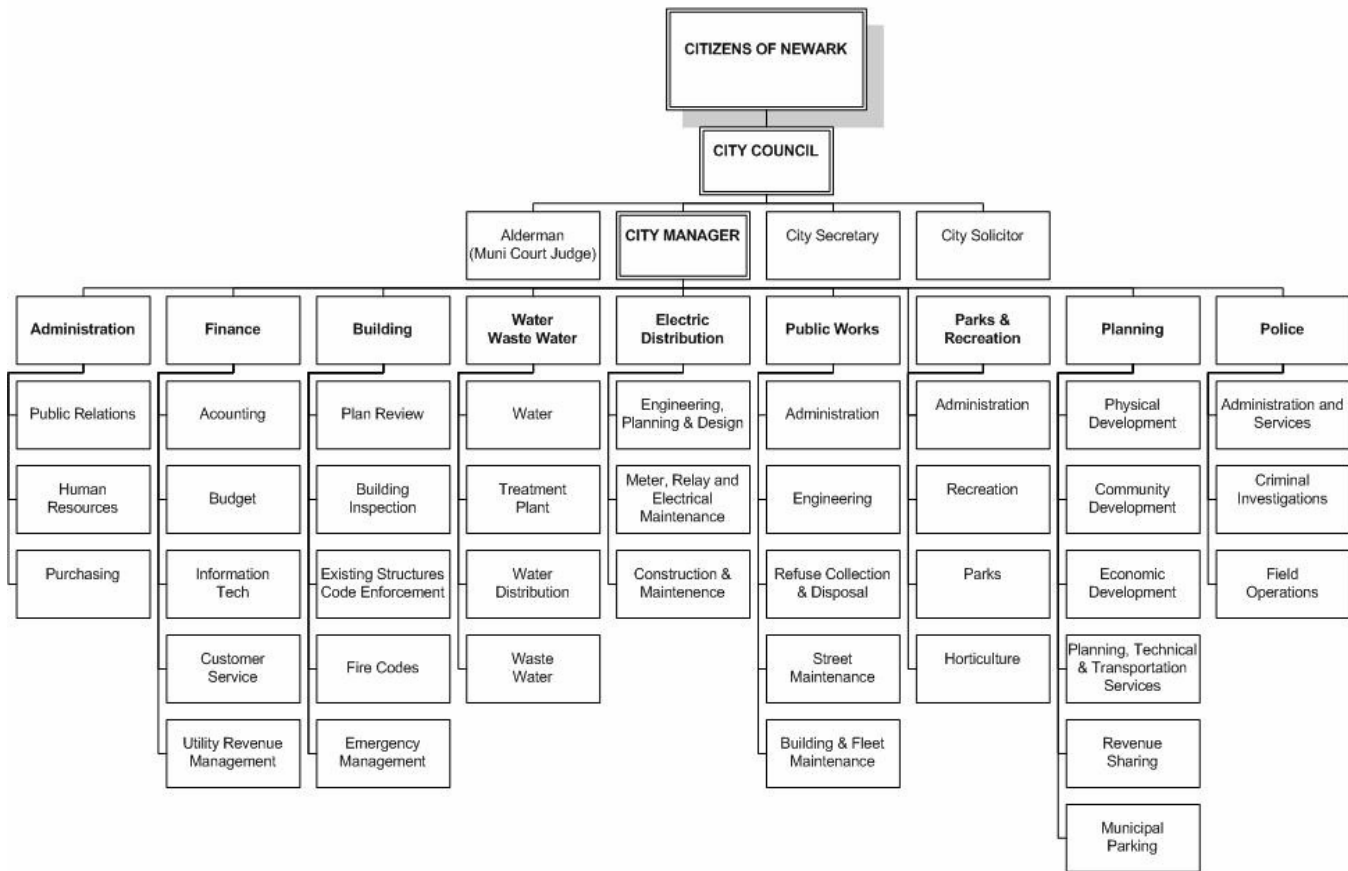 CITIZENS OF NEWARK
CITY COUNCIL
Alderman
(Muni Court Judge)
CITY MANAGER
City Secretary
City Solicitor
Administration
Finance
Building
Water
Waste Water
Electric
Distribution
Public Works
Parks &
Recreation
Planning
Police
Public Relations
Acounting
Plan Review
Water
Engineering,
Planning & Design
Administration
Administration
Physical
Development
Administration and
Services
Human
Resources
Budget
Building
Inspection
Treatment
Plant
Meter, Relay and
Electrical
Maintenance
Engineering
Recreation
Community
Development
Criminal
Investigations
Purchasing
Information
Tech
Existing Structures
Code Enforcement
Water
Distribution
Construction &
Maintenence
Refuse Collection
& Disposal
Parks
Economic
Development
Field
Operations
Customer
Service
Fire Codes
Waste
Water
Street
Maintenance
Horticulture
Planning, Technical
& Transportation
Services
Utility Revenue
Management
Emergency
Management
Building & Fleet
Maintenance
Revenue
Sharing
Municipal
Parking